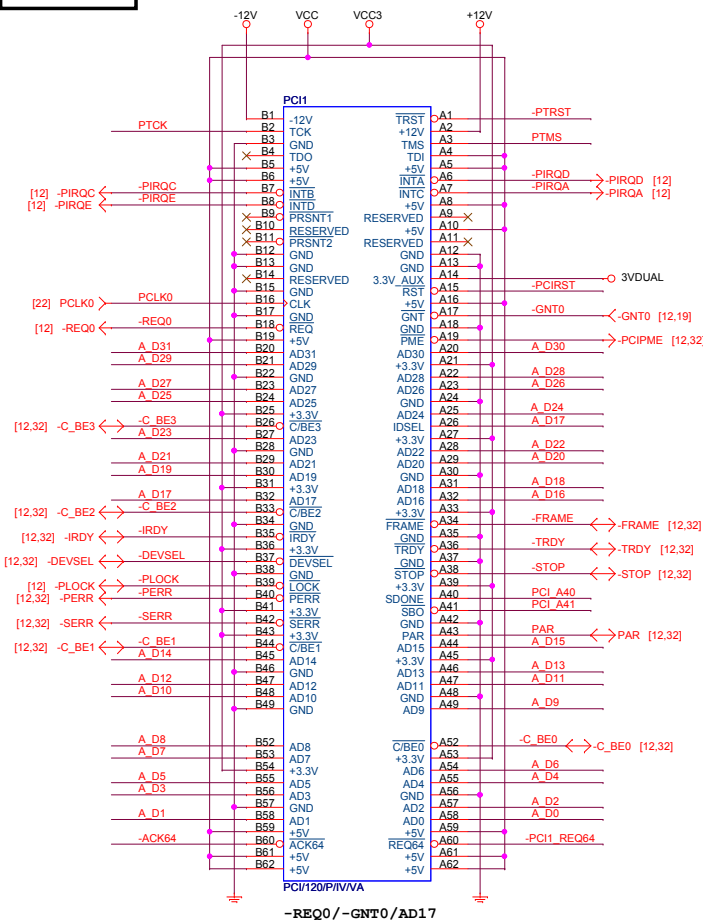 -12V VCC VCC3 +12V
PCI1
B1 -12V TRST A1 -PTRST
PTCK B2 TCK +12V A2
B3 GND TMS A3 PTMS
B4 TDO TDI A4
B5 +5V +5V A5
B6 +5V INTA A6 -PIRQD -PIRQD [12]
[12] -PIRQC -PIRQC B7 INTB INTC A7 -PIRQA -PIRQA [12]
[12] -PIRQE -PIRQE B8 INTD +5V A8
B9 PRSNT1 RESERVED A9
B10 RESERVED +5V A10
B11 PRSNT2 RESERVED A11
B12 GND GND A12
B13 GND GND A13
B14 RESERVED 3.3V_AUX A14 3VDUAL
B15 GND RST A15 -PCIRST
[22] PCLK0 PCLK0 B16 CLK +5V A16
B17 GND GNT A17 -GNT0 -GNT0 [12,19]
[12] -REQ0 -REQ0 B18 REQ GND A18
B19 +5V PME A19 -PCIPME [12,32]
A_D31 B20 AD31 AD30 A20 A_D30
A_D29 B21 AD29 +3.3V A21
B22 GND AD28 A22 A_D28
A_D27 B23 AD27 AD26 A23 A_D26
A_D25 B24 AD25 GND A24
B25 +3.3V AD24 A25 A_D24
[12,32] -C_BE3 -C_BE3 B26 C/BE3 IDSEL A26 A_D17
A_D23 B27 AD23 +3.3V A27
B28 GND AD22 A28 A_D22
A_D21 B29 AD21 AD20 A29 A_D20
A_D19 B30 AD19 GND A30
B31 +3.3V AD18 A31 A_D18
A_D17 B32 AD17 AD16 A32 A_D16
[12,32] -C_BE2 -C_BE2 B33 C/BE2 +3.3V A33
B34 GND FRAME A34 -FRAME -FRAME [12,32]
[12,32] -IRDY -IRDY B35 IRDY GND A35
B36 +3.3V TRDY A36 -TRDY -TRDY [12,32]
[12,32] -DEVSEL -DEVSEL B37 DEVSEL GND A37
B38 GND STOP A38 -STOP -STOP [12,32]
[12] -PLOCK -PLOCK B39 LOCK +3.3V A39
[12,32] -PERR -PERR B40 PERR SDONE A40 PCI_A40
B41 +3.3V SBO A41 PCI_A41
[12,32] -SERR -SERR B42 SERR GND A42
B43 +3.3V PAR A43 PAR PAR [12,32]
[12,32] -C_BE1 -C_BE1 B44 C/BE1 AD15 A44 A_D15
A_D14 B45 AD14 +3.3V A45
B46 GND AD13 A46 A_D13
A_D12 B47 AD12 AD11 A47 A_D11
A_D10 B48 AD10 GND A48
B49 GND AD9 A49 A_D9
A_D8 B52 AD8 C/BE0 A52 -C_BE0 -C_BE0 [12,32]
A_D7 B53 AD7 +3.3V A53
B54 +3.3V AD6 A54 A_D6
A_D5 B55 AD5 AD4 A55 A_D4
A_D3 B56 AD3 GND A56
B57 GND AD2 A57 A_D2
A_D1 B58 AD1 AD0 A58 A_D0
B59 +5V +5V A59
-ACK64 B60 ACK64 REQ64 A60 -PCI1_REQ64
B61 +5V +5V A61
B62 +5V +5V A62
PCI/120/P/IV/VA
-REQ0/-GNT0/AD17